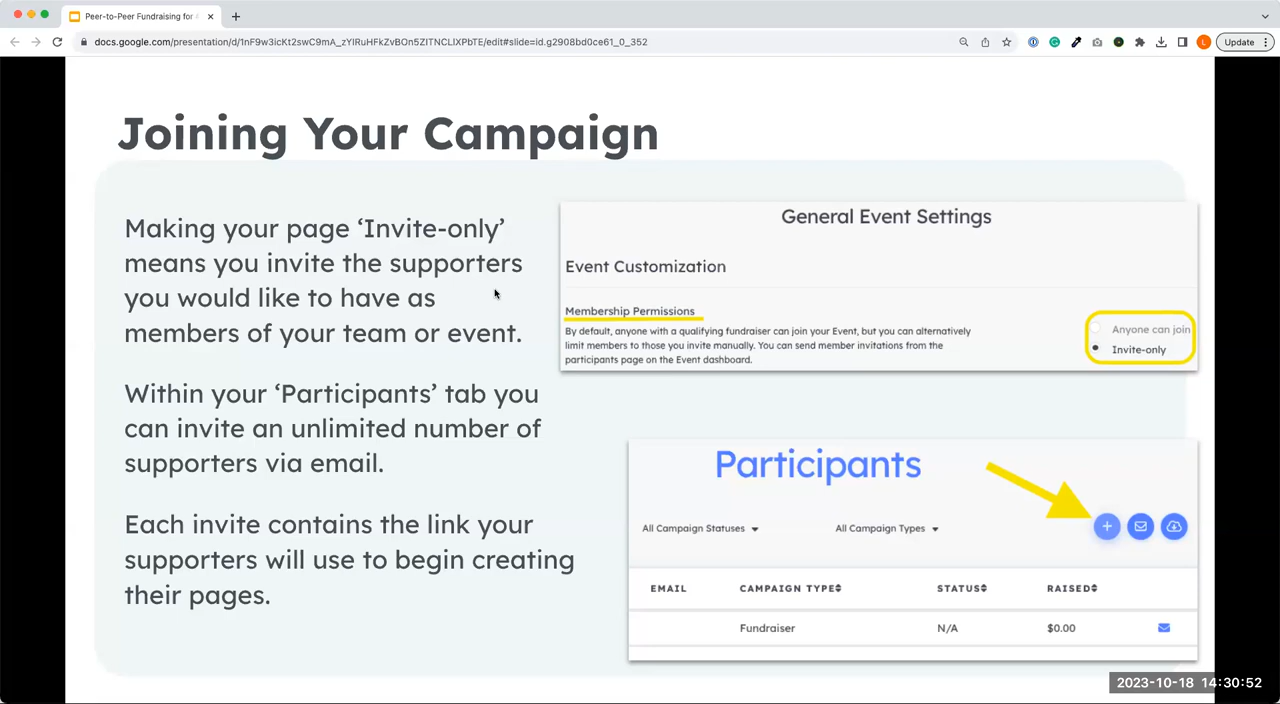 Peer-to-Peer Fundraising for
Update
docs.google.com/presentation/d/1nF9w3icKt2swC9mA_zYlRuHFkZvBOn5ZITNCLlXPbTE/edit#slide=id.g2908bd0ce61_0_352
Joining Your Campaign
Making your page ‘Invite-only’
means you invite the supporters
you would like to have as
members of your team or event.
Within your ‘Participants’ tab you
can invite an unlimited number of
supporters via email.
Each invite contains the link your
supporters will use to begin creating
their pages.
General Event Settings
Event Customization
Membership Permissions
By default, anyone with a qualifying fundraiser can join your Event, but you can alternatively
limit members to those you invite manually. You can send member invitations from the
participants page on the Event dashboard.
Anyone can join
Invite-only
Participants
All Campaign Statuses All Campaign Types
EMAIL CAMPAIGN TYPE STATUS RAISED
Fundraiser N/A $0.00
2023-10-18 14:30:52